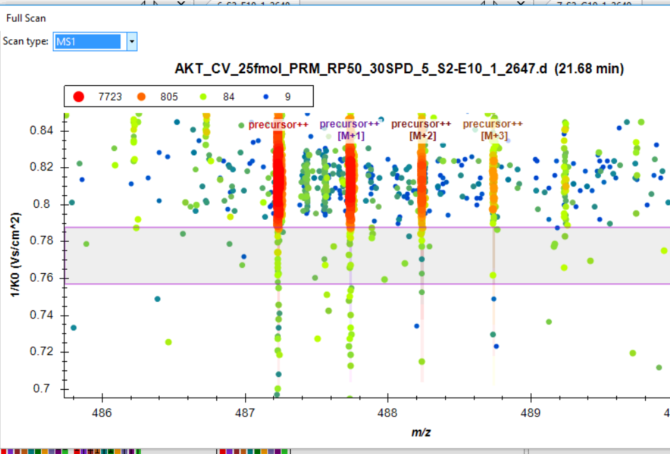 Full Scan
Scan type: MS1
AKT_CV_25fmol_PRM_RP50_30SPD_5_S2-E10_1_2647.d (21.68 min)
7723 805 84 9
precursor++ precursor++ precursor++ precursor++
[M+1] [M+2] [M+3]
0.84
0.82
0.8
0.78
0.76
0.74
0.72
0.7
1/K0 (Vs/cm^2)
486 487 488 489
m/z